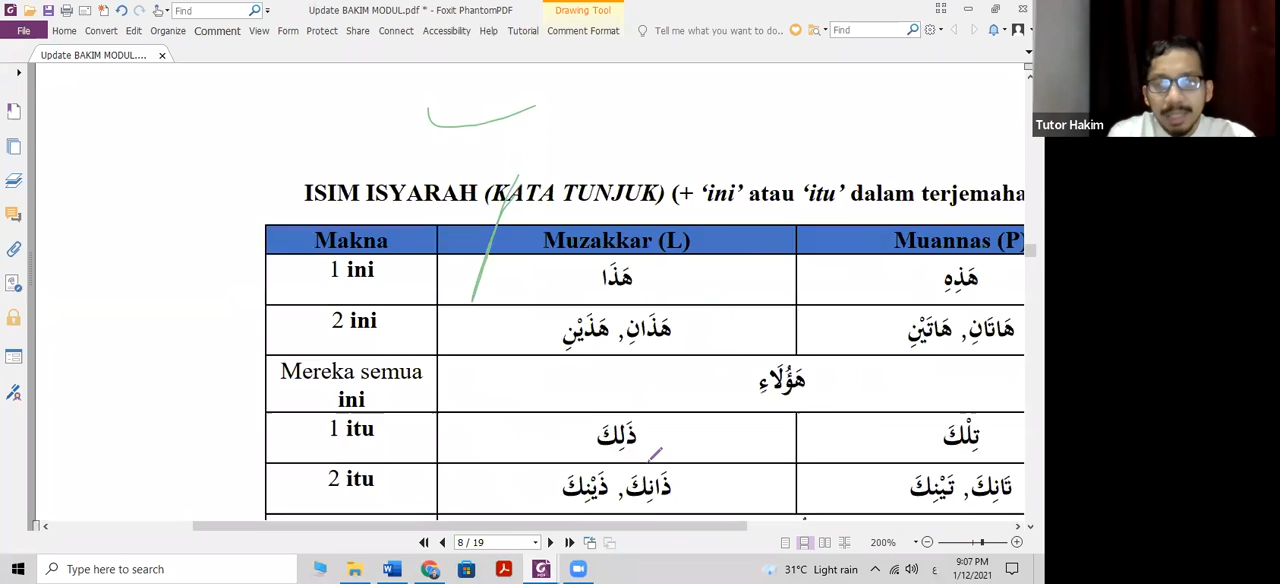 Find
Update BAKIM MODUL.pdf * - Foxit PhantomPDF
Drawing Tool
File Home Convert Edit Organize Comment View Form Protect Share Connect Accessibility Help Tutorial Comment Format Tell me what you want to do.. Find
Update BAKIM MODUL....
Tutor Hakim
ISIM ISYARAH (KATA TUNJUK) (+ ‘ini’ atau ‘itu’ dalam terjemaha
Makna Muzakkar (L) Muannas (P)
1 ini هَذَا هَذِهِ
2 ini هَذَانِ, هَذَيْنِ هَاتَانِ, هَاتَيْنِ
Mereka semua
ini هَؤُلَاءِ
1 itu ذَلِكَ تِلْكَ
2 itu ذَانِكَ, ذَيْنِكَ تَانِكَ, تَيْنِكَ
8 / 19
200%
Type here to search
31°C Light rain
ع
9:07 PM
1/12/2021